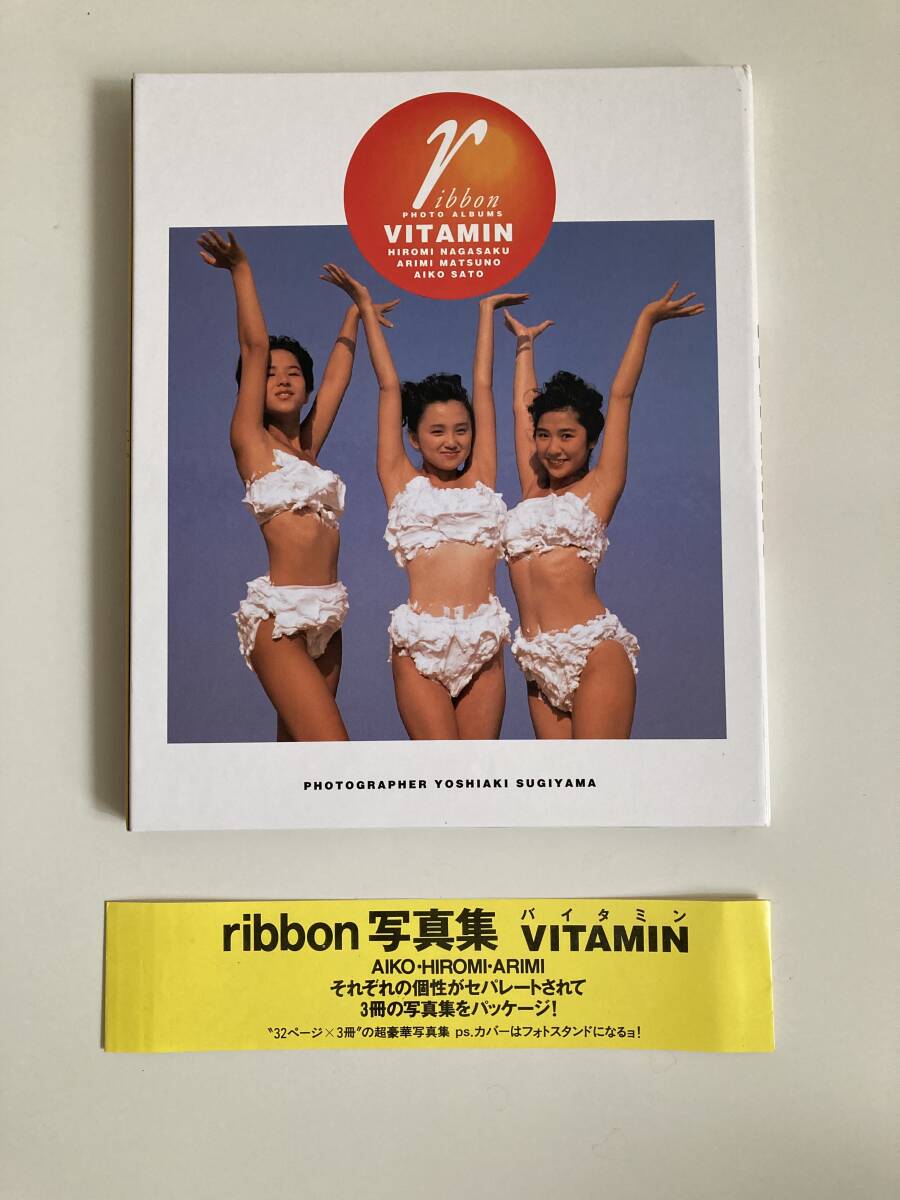 ribbon
PHOTO ALBUMS
VITAMIN
HIROMI NAGASAKU
ARIMI MATSUNO
AIKO SATO
PHOTOGRAPHER YOSHIAKI SUGIYAMA
バイタミン
ribbon 写真集 VITAMIN
AIKO・HIROMI・ARIMI
それぞれの個性がセパレートされて
3冊の写真集をパッケージ!
〝32ページ×3冊〟の超豪華写真集 ps.カバーはフォトスタンドになるョ!